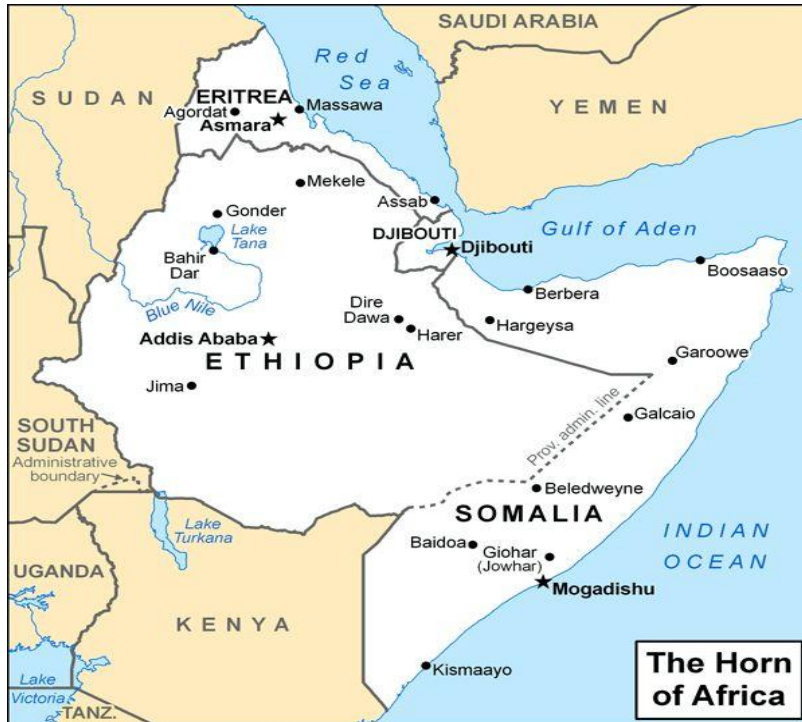 SAUDI ARABIA
Red
Sea
SUDAN
YEMEN
ERITREA
Agordat
Massawa
Asmara
Mekele
Assab
Gonder
Lake
Tana
DJIBOUTI
Djibouti
Gulf of Aden
Bahir
Dar
Boosaaso
Blue Nile
Berbera
Dire
Dawa
Harer
Hargeysa
Addis Ababa
ETHIOPIA
Garoowe
Jima
Galcaio
Prov. admin. line
SOUTH
SUDAN
Administrative
boundary
Beledweyne
SOMALIA
Lake
Turkana
INDIAN
OCEAN
Baidoa
Giohar
(Jowhar)
UGANDA
Mogadishu
KENYA
Kismaayo
Lake
Victoria
TANZ.
The Horn
of Africa